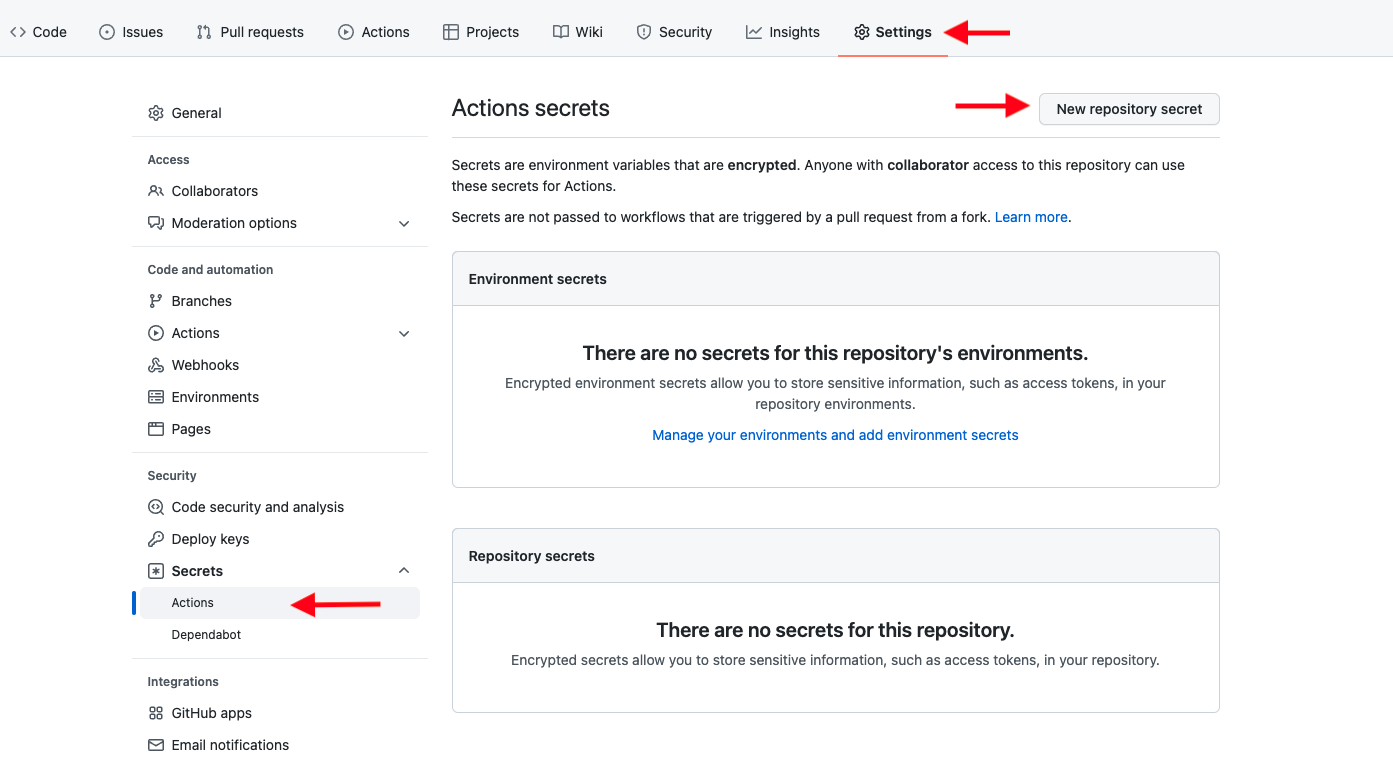 Code
Issues
Pull requests
Actions
Projects
Wiki
Security
Insights
Settings
General
Access
Collaborators
Moderation options
Code and automation
Branches
Actions
Webhooks
Environments
Pages
Security
Code security and analysis
Deploy keys
Secrets
Actions
Dependabot
Integrations
GitHub apps
Email notifications
Actions secrets
New repository secret
Secrets are environment variables that are encrypted. Anyone with collaborator access to this repository can use
these secrets for Actions.
Secrets are not passed to workflows that are triggered by a pull request from a fork. Learn more.
Environment secrets
There are no secrets for this repository's environments.
Encrypted environment secrets allow you to store sensitive information, such as access tokens, in your
repository environments.
Manage your environments and add environment secrets
Repository secrets
There are no secrets for this repository.
Encrypted secrets allow you to store sensitive information, such as access tokens, in your repository.